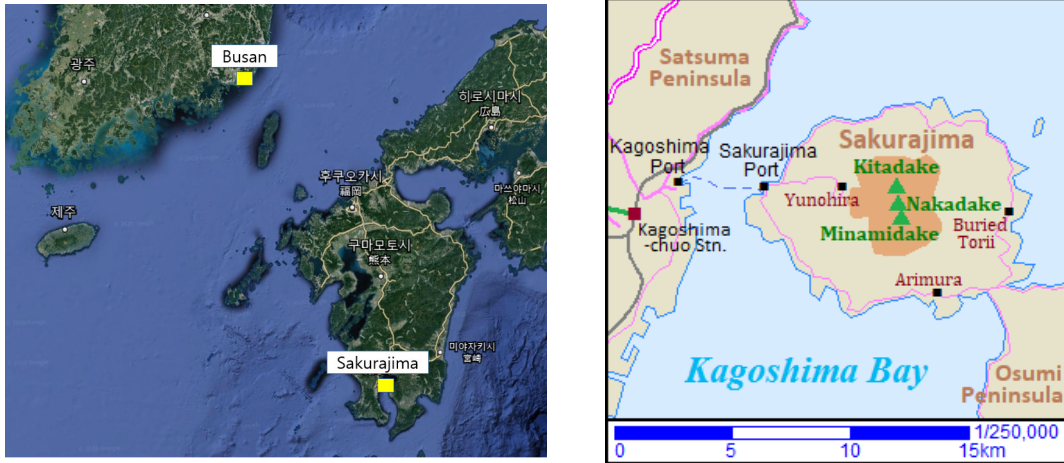 Busan
광주
히로시마시
広島
후쿠오카시
福岡
마쓰야마시
松山
제주
구마모토시
熊本
미야자키시
宮崎
Sakurajima
Satsuma
Peninsula
Kagoshima
Port
Sakurajima
Port
Sakurajima
Kitadake
Yunohira
Nakadake
Minamidake
Buried
Torii
Kagoshima
-chuo Stn.
Arimura
Kagoshima Bay
Osumi
Peninsula
1/250,000
0 5 10 15km